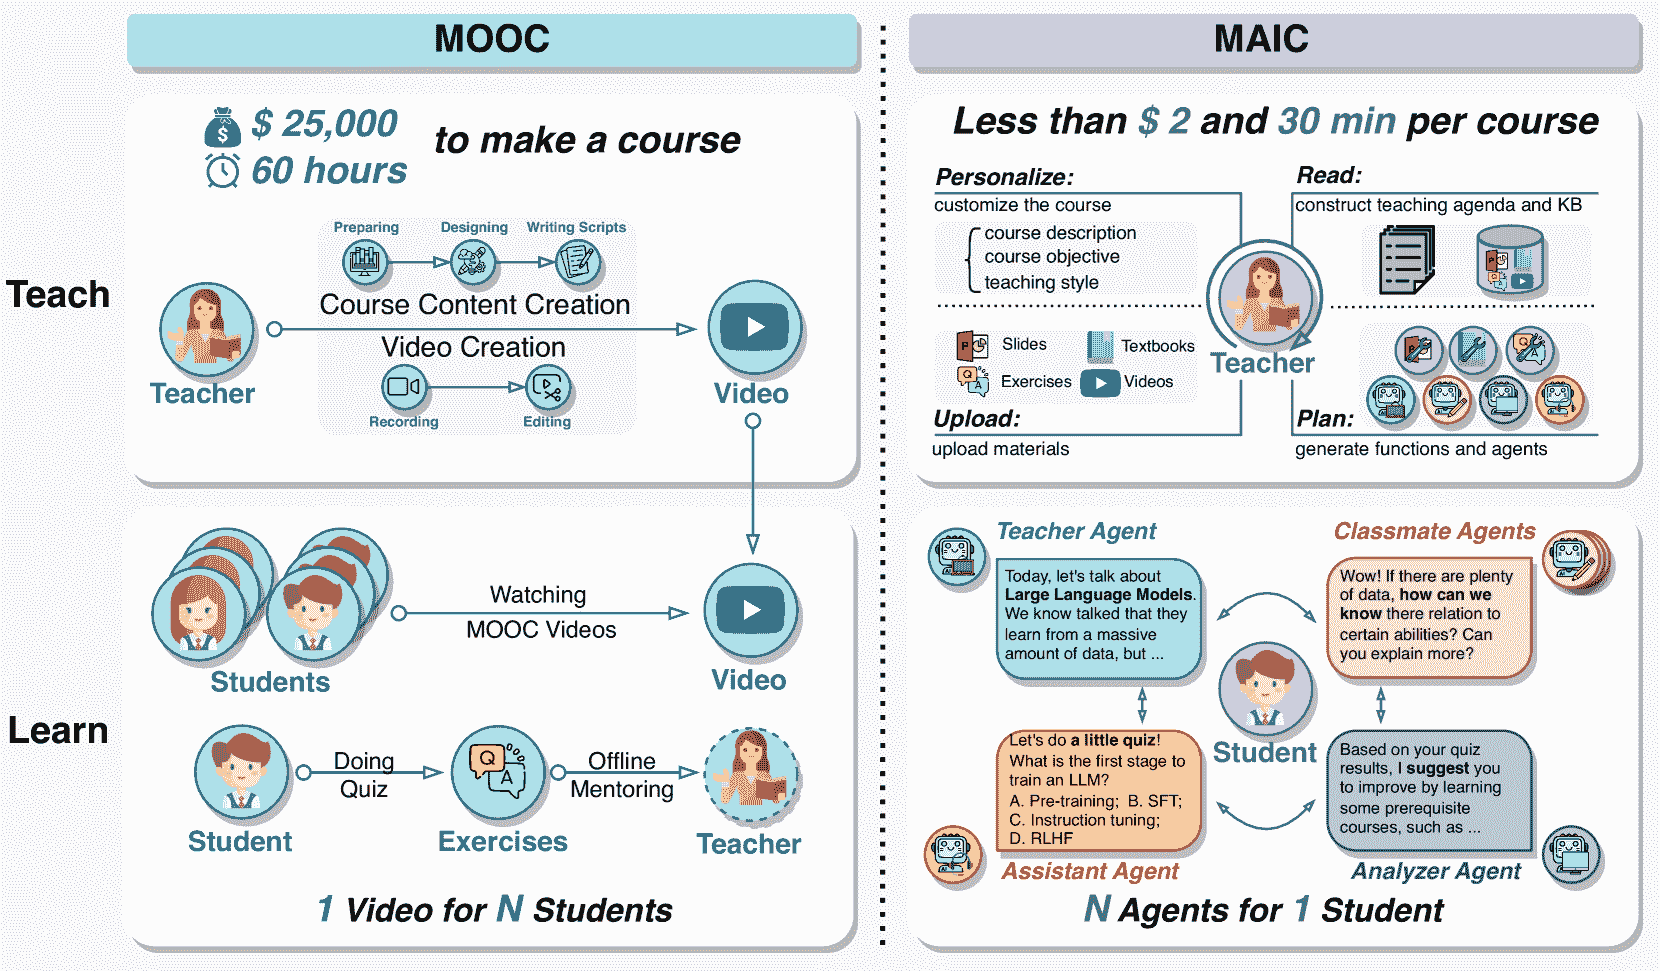 MOOC
MAIC
Teach
$ 25,000
60 hours
to make a course
Preparing
Designing
Writing Scripts
Course Content Creation
Video Creation
Recording
Editing
Teacher
Video
Less than $ 2 and 30 min per course
Personalize:
customize the course
course description
course objective
teaching style
Read:
construct teaching agenda and KB
Slides
Textbooks
Exercises
Videos
Upload:
upload materials
Teacher
Plan:
generate functions and agents
Learn
Students
Watching
MOOC Videos
Video
Student
Doing
Quiz
Q
A
Exercises
Offline
Mentoring
Teacher
1 Video for N Students
Teacher Agent
Today, let's talk about
Large Language Models.
We know talked that they
learn from a massive
amount of data, but ...
Classmate Agents
Wow! If there are plenty
of data, how can we
know there relation to
certain abilities? Can
you explain more?
Student
Let's do a little quiz!
What is the first stage to
train an LLM?
A. Pre-training; B. SFT;
C. Instruction tuning;
D. RLHF
Assistant Agent
Based on your quiz
results, I suggest you
to improve by learning
some prerequisite
courses, such as ...
Analyzer Agent
N Agents for 1 Student